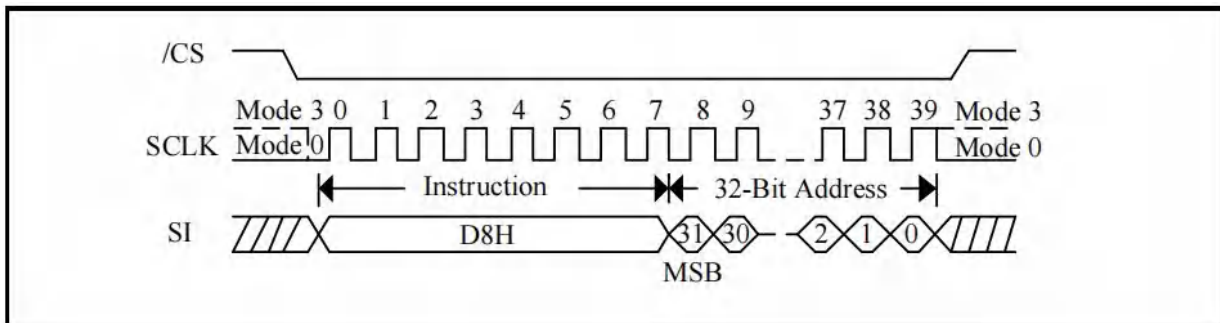 /CS
Mode 3 0 1 2 3 4 5 6 7 8 9 37 38 39 Mode 3
SCLK Mode 0 Mode 0
Instruction 32-Bit Address
SI D8H 31 30 2 1 0
MSB